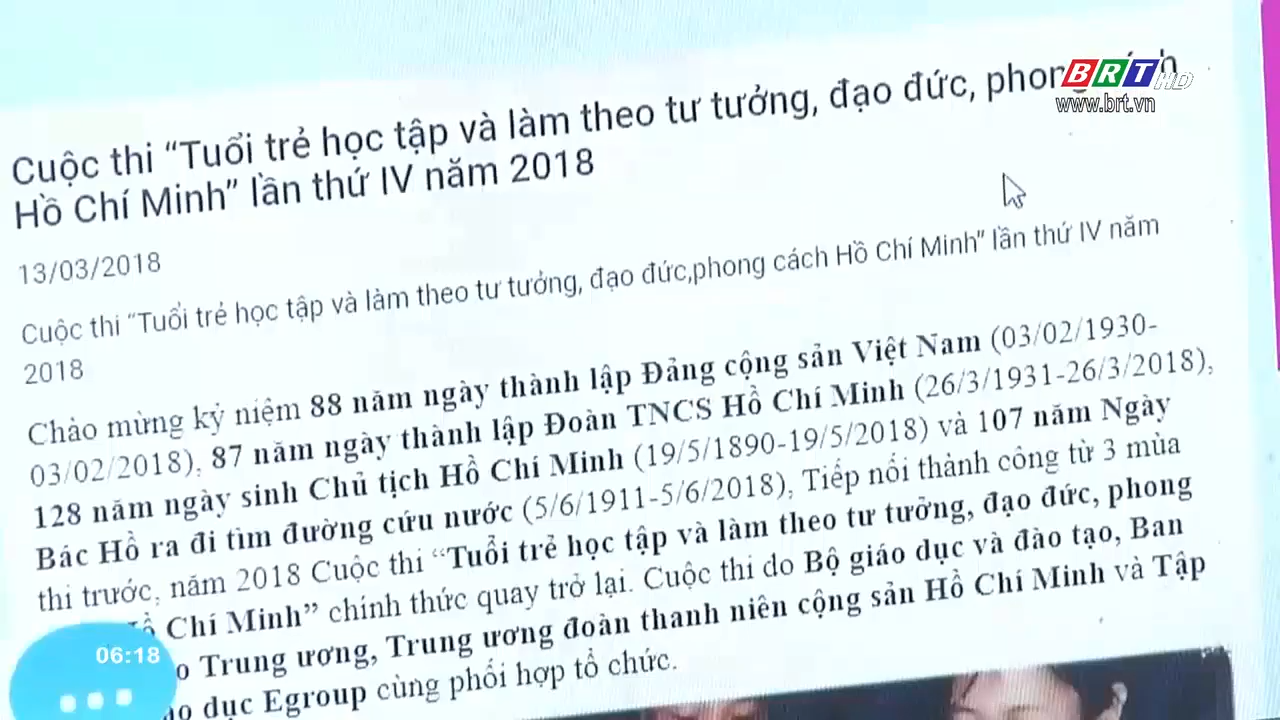 BRT HD
www.brt.vn
Cuộc thi “Tuổi trẻ học tập và làm theo tư tưởng, đạo đức,
Hồ Chí Minh” lần thứ IV năm 2018
13/03/2018
Cuộc thi “Tuổi trẻ học tập và làm theo tư tưởng, đạo đức,phong cách Hồ Chí Minh” lần thứ IV năm
2018
Chào mừng kỷ niệm 88 năm ngày thành lập Đảng cộng sản Việt Nam (03/02/1930-
03/02/2018), 87 năm ngày thành lập Đoàn TNCS Hồ Chí Minh (26/3/1931-26/3/2018),
128 năm ngày sinh Chủ tịch Hồ Chí Minh (19/5/1890-19/5/2018) và 107 năm Ngày
Bác Hồ ra đi tìm đường cứu nước (5/6/1911-5/6/2018), Tiếp nối thành công từ 3 mùa
thi trước, năm 2018 Cuộc thi “Tuổi trẻ học tập và làm theo tư tưởng, đạo đức, phong
Chí Minh” chính thức quay trở lại. Cuộc thi do Bộ giáo dục và đào tạo, Ban
Trung ương, Trung ương đoàn thanh niên cộng sản Hồ Chí Minh và Tập
dục Egroup cùng phối hợp tổ chức.
06:18